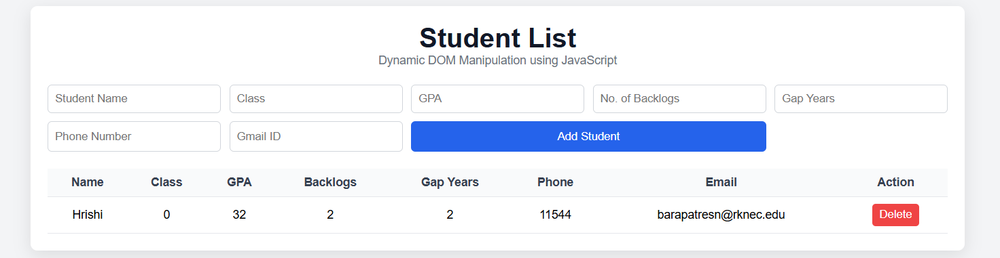 Student List
Dynamic DOM Manipulation using JavaScript
Student Name Class GPA No. of Backlogs Gap Years
Phone Number Gmail ID Add Student
Name Class GPA Backlogs Gap Years Phone Email Action
Hrishi 0 32 2 2 11544 barapatresn@rknec.edu Delete